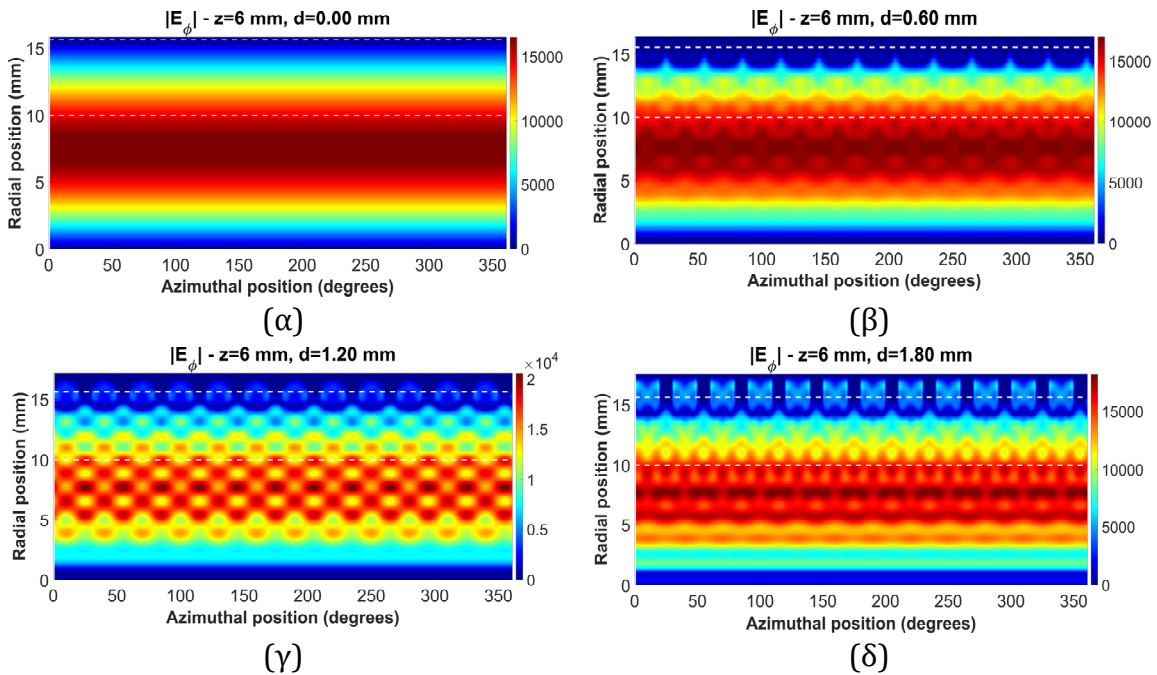 |E_ϕ| - z=6 mm, d=0.00 mm
15
10
5
0
Radial position (mm)
0 50 100 150 200 250 300 350
Azimuthal position (degrees)
15000
10000
5000
0
(α)
|E_ϕ| - z=6 mm, d=0.60 mm
15
10
5
0
Radial position (mm)
0 50 100 150 200 250 300 350
Azimuthal position (degrees)
15000
10000
5000
0
(β)
|E_ϕ| - z=6 mm, d=1.20 mm
15
10
5
0
Radial position (mm)
0 50 100 150 200 250 300 350
Azimuthal position (degrees)
×10⁴
2
1.5
1
0.5
0
(γ)
|E_ϕ| - z=6 mm, d=1.80 mm
15
10
5
0
Radial position (mm)
0 50 100 150 200 250 300 350
Azimuthal position (degrees)
15000
10000
5000
0
(δ)